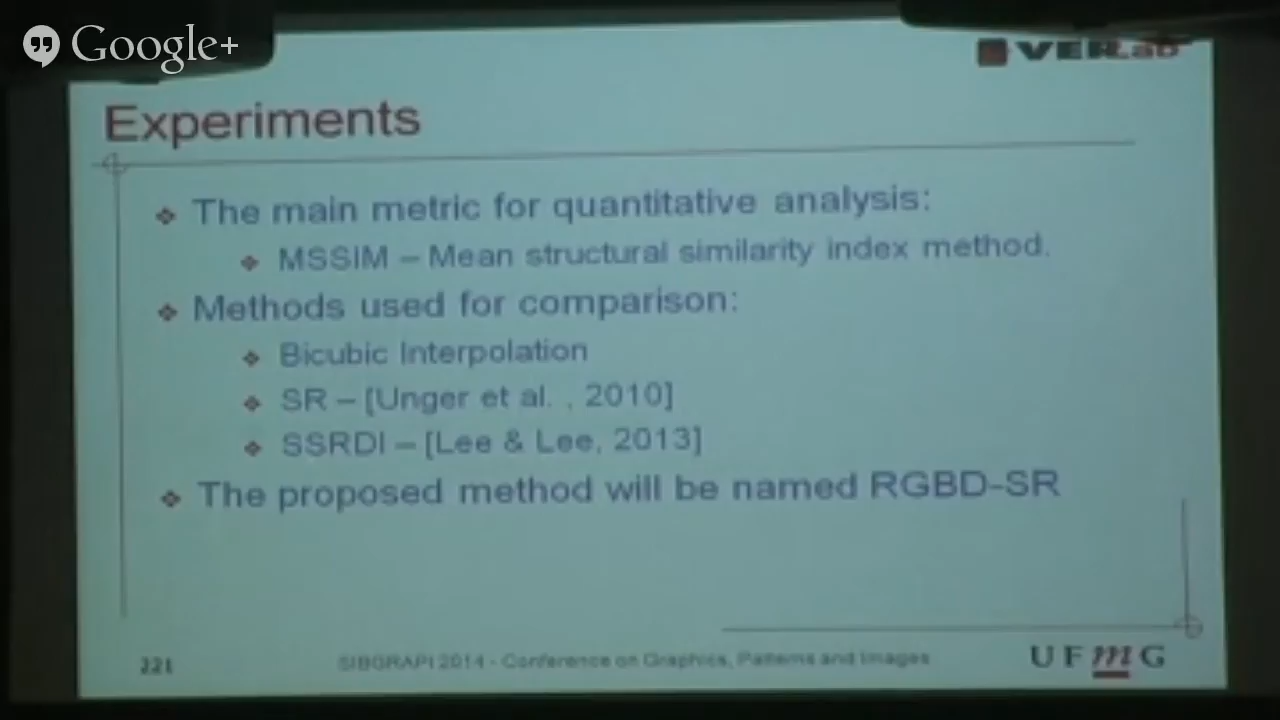 Google+
VERLab
Experiments
The main metric for quantitative analysis:
MSSIM – Mean structural similarity index method.
Methods used for comparison:
Bicubic Interpolation
SR – [Unger et al. , 2010]
SSRDI – [Lee & Lee, 2013]
The proposed method will be named RGBD-SR
SIBGRAPI 2014 - Conference on Graphics, Patterns and Images
UFmG